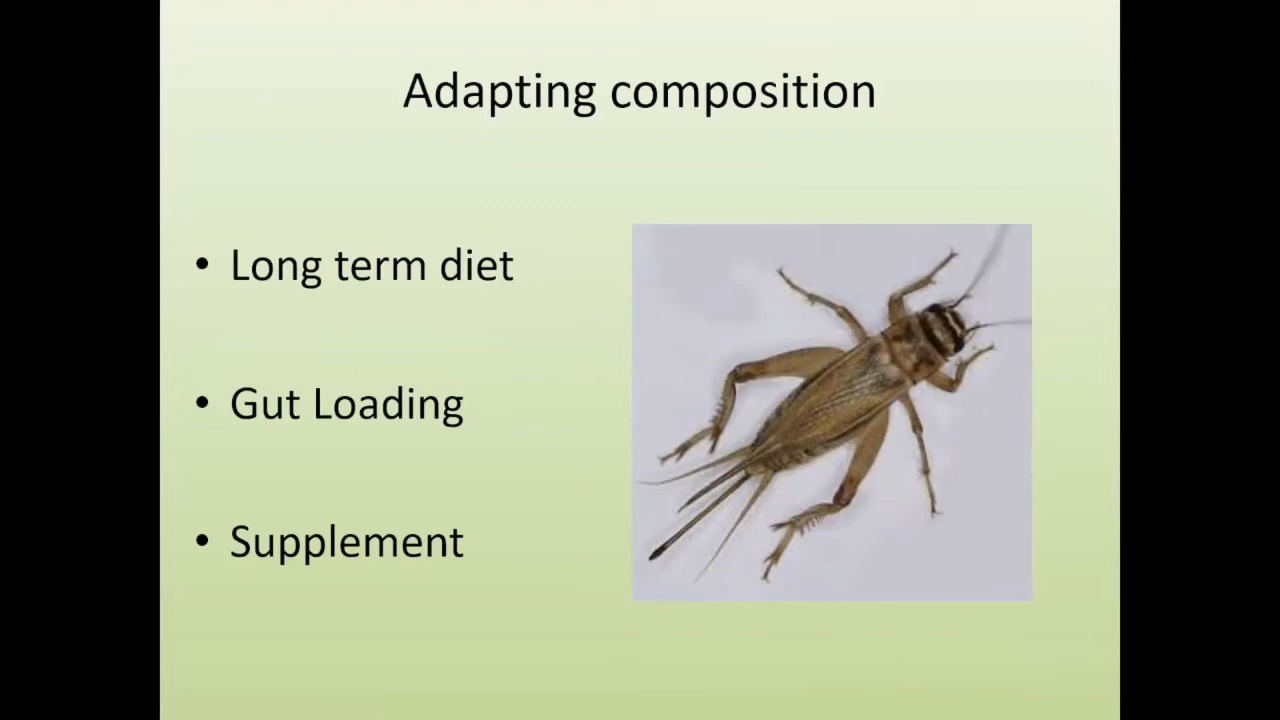 Adapting composition
• Long term diet
• Gut Loading
• Supplement